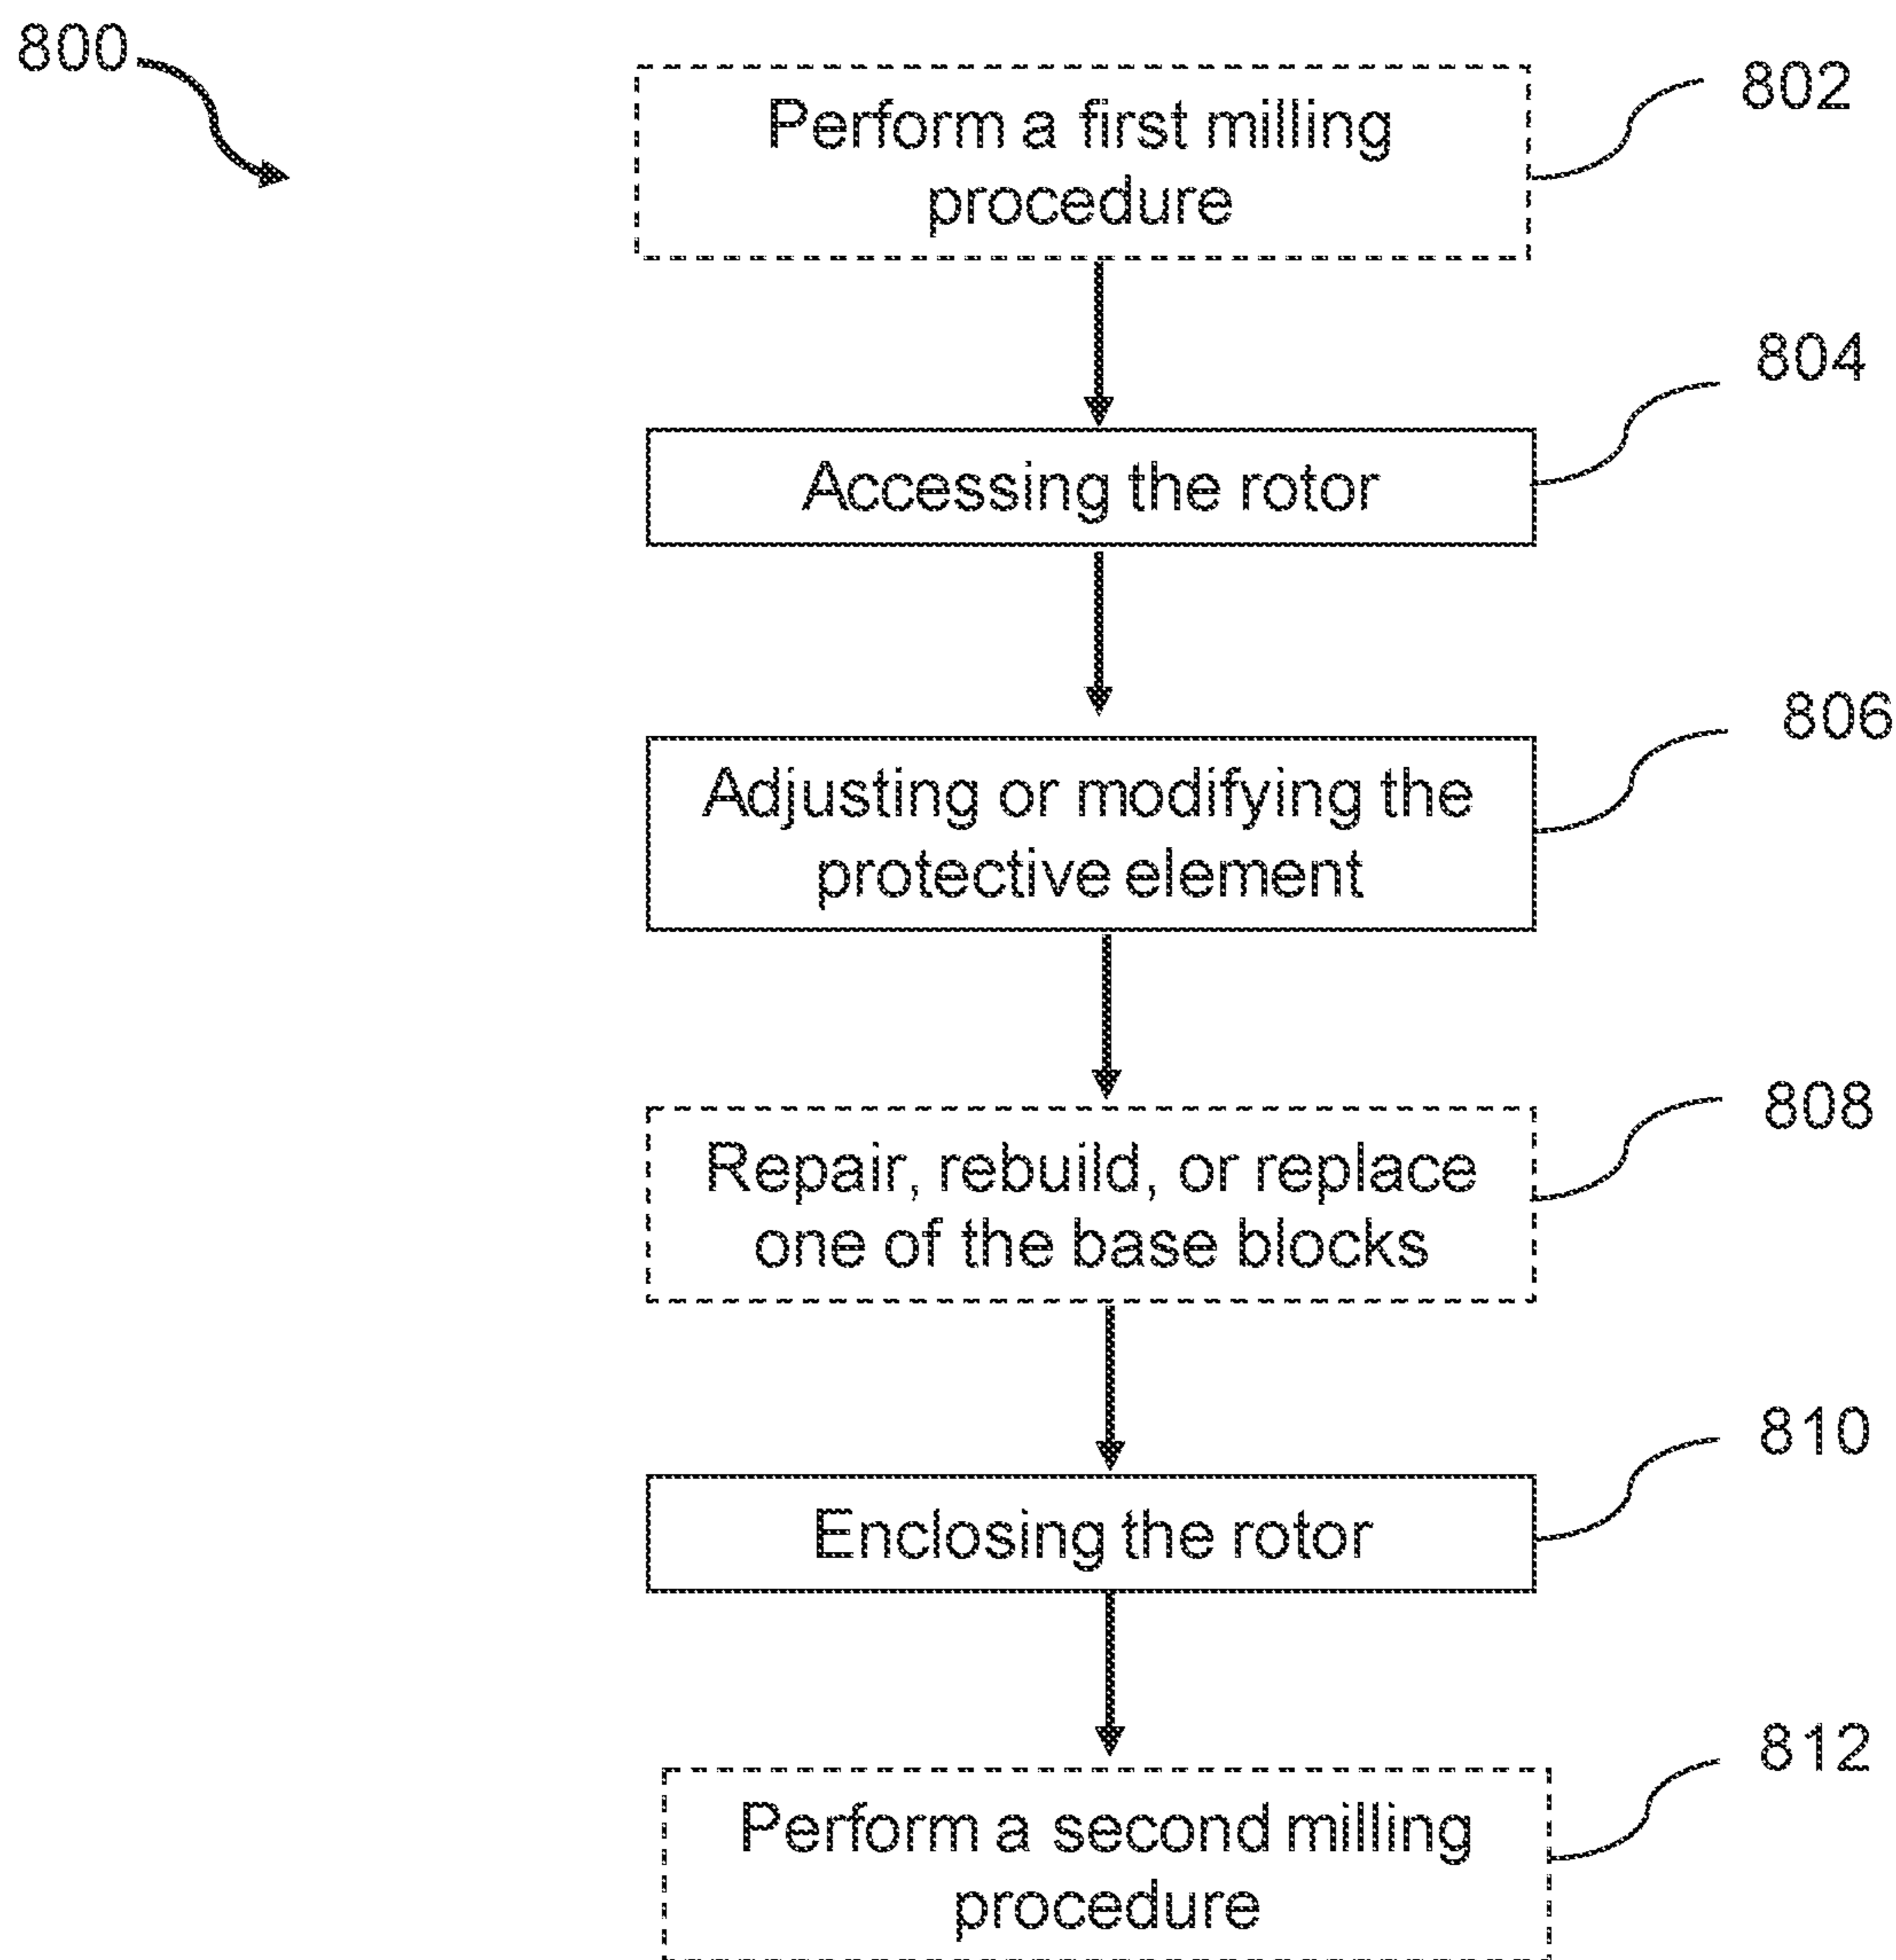 800
802
Perform a first milling
procedure
804
Accessing the rotor
806
Adjusting or modifying the
protective element
808
Repair, rebuild, or replace
one of the base blocks
810
Enclosing the rotor
812
Perform a second milling
procedure